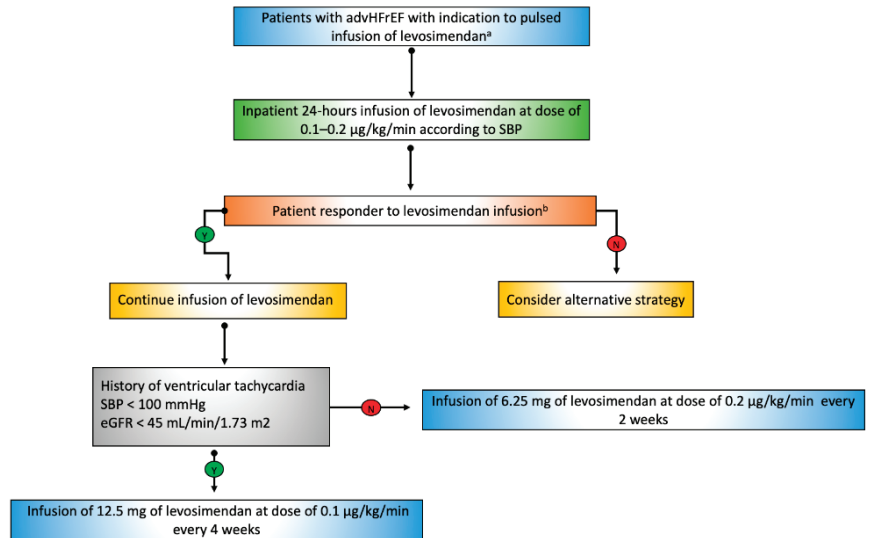 Patients with advHFrEF with indication to pulsed
infusion of levosimendanᵃ
Inpatient 24-hours infusion of levosimendan at dose of
0.1–0.2 μg/kg/min according to SBP
Patient responder to levosimendan infusionᵇ
Y
N
Continue infusion of levosimendan
Consider alternative strategy
History of ventricular tachycardia
SBP < 100 mmHg
eGFR < 45 mL/min/1.73 m2
N
Infusion of 6.25 mg of levosimendan at dose of 0.2 μg/kg/min every
2 weeks
Y
Infusion of 12.5 mg of levosimendan at dose of 0.1 μg/kg/min
every 4 weeks